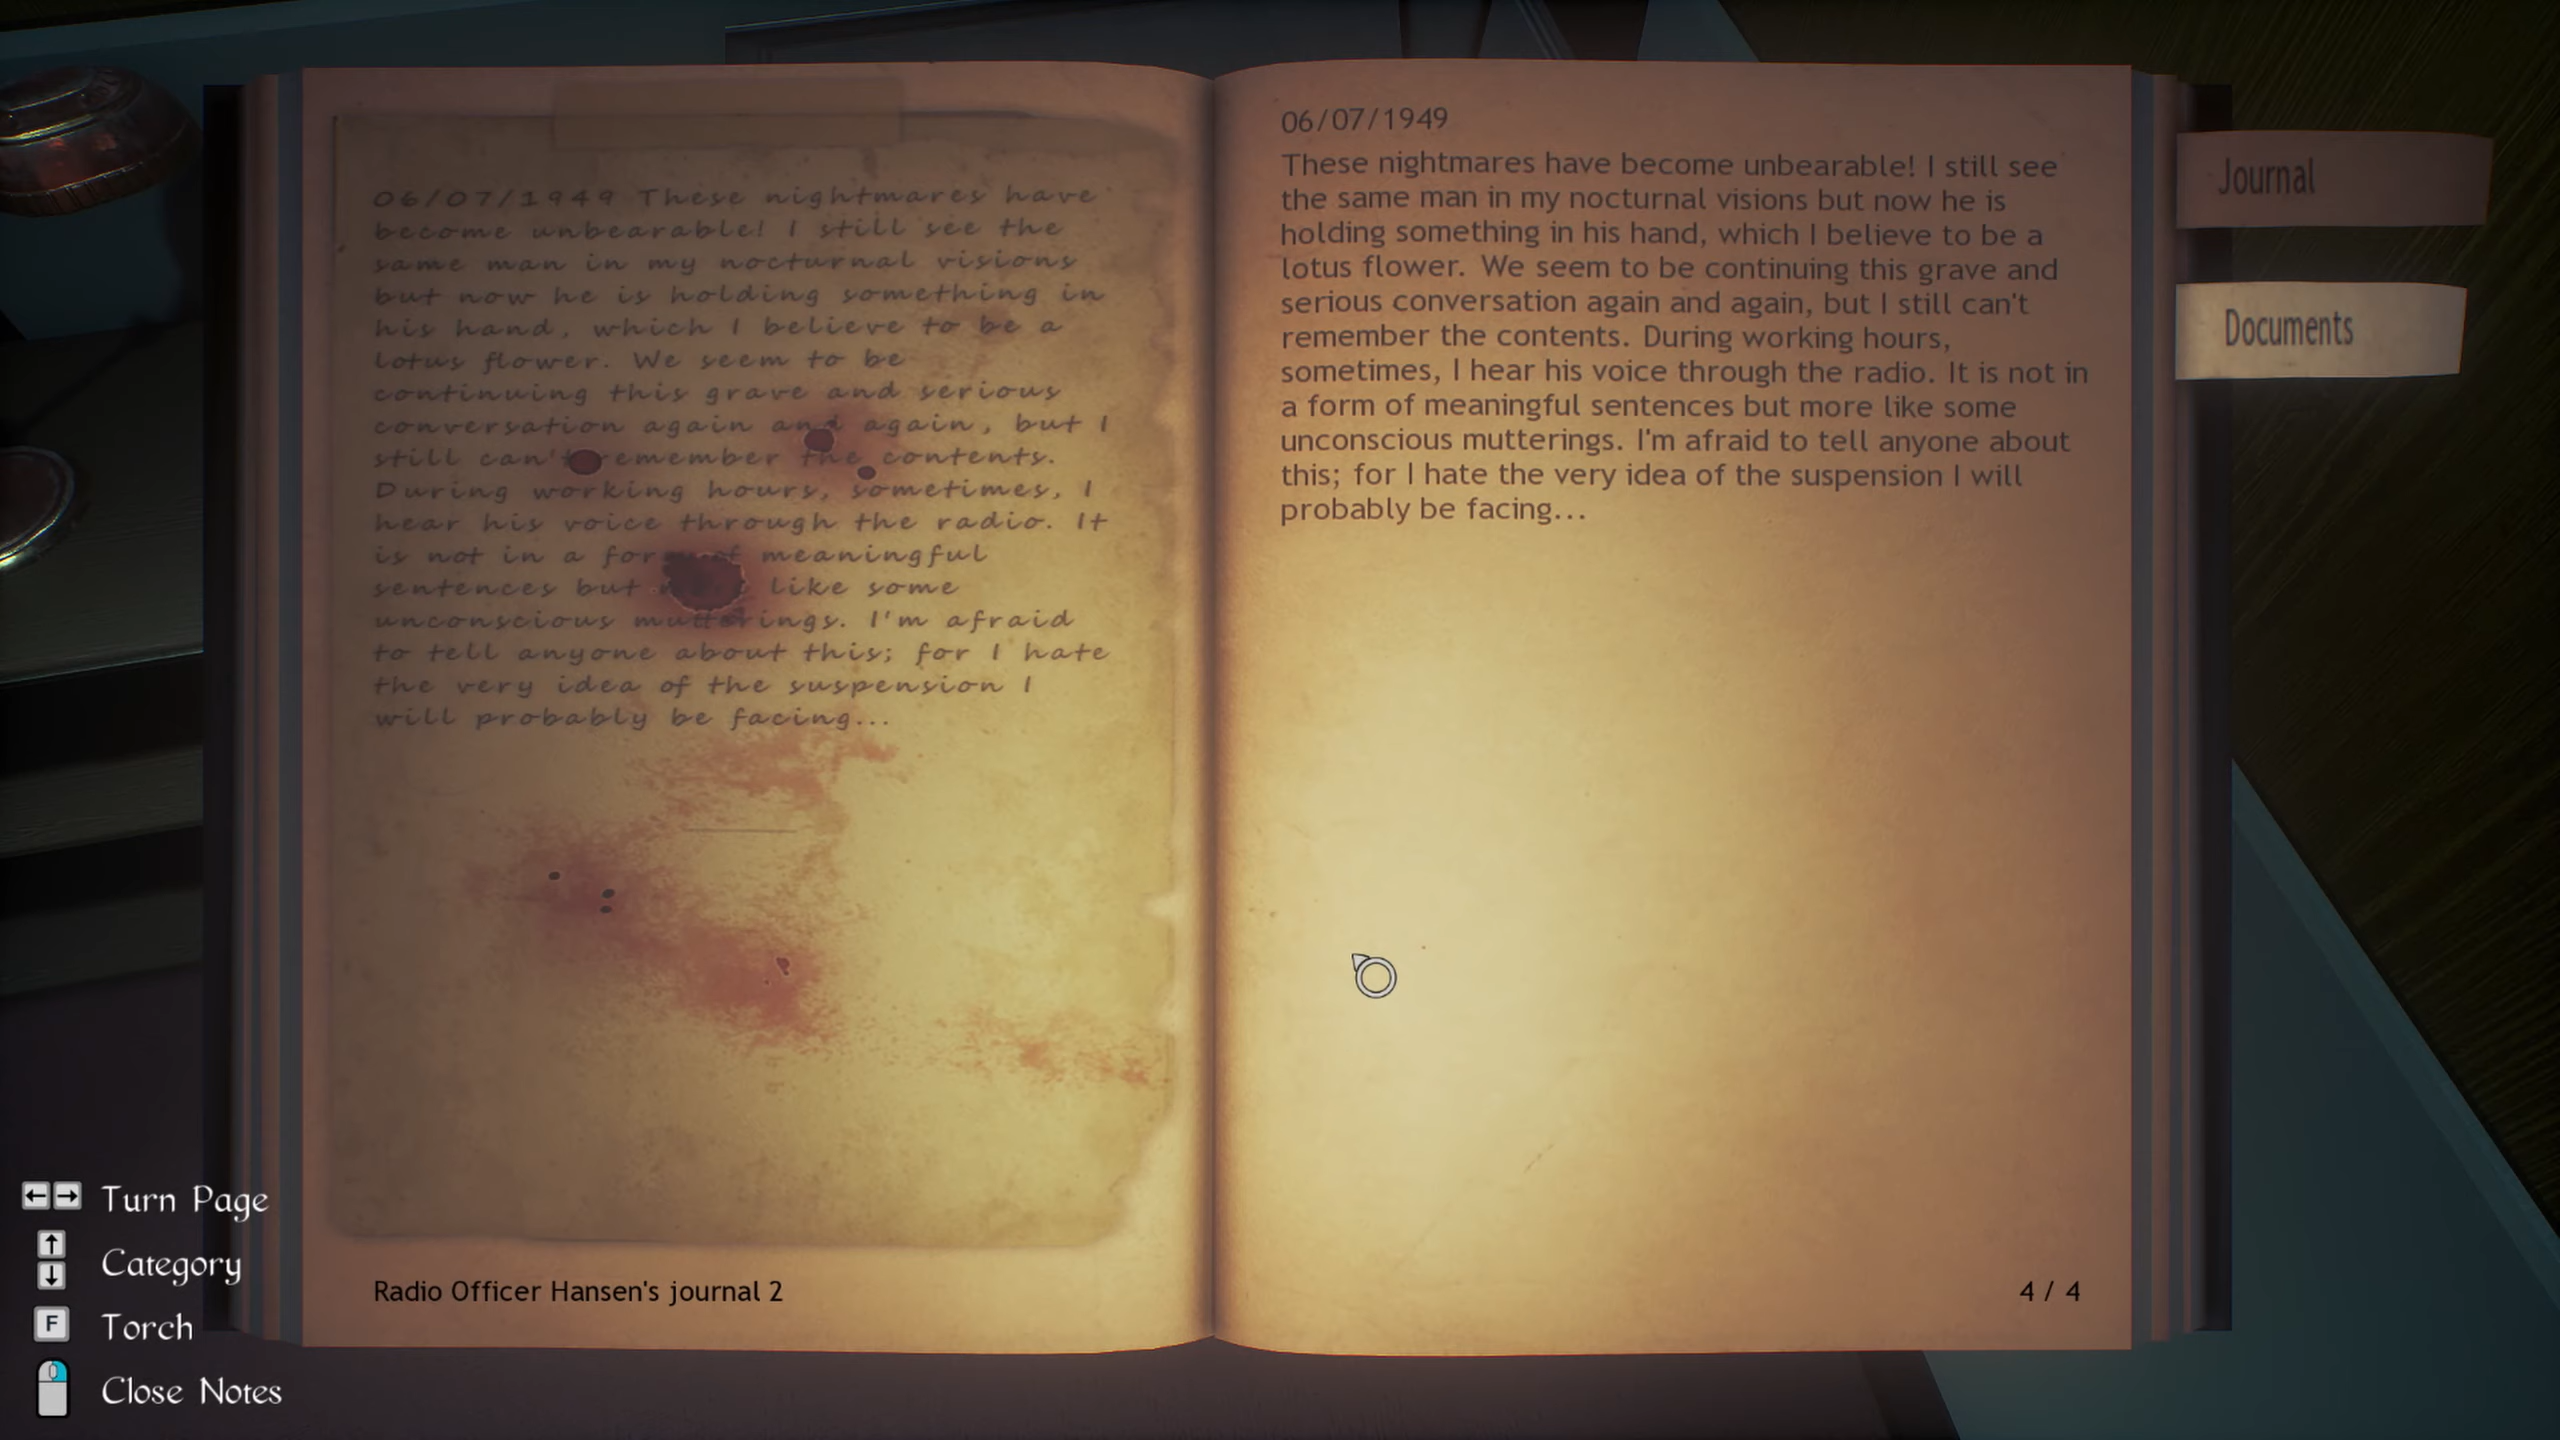 06/07/1949 These nightmares have
become unbearable! I still see the
same man in my nocturnal visions
but now he is holding something in
his hand, which I believe to be a
lotus flower. We seem to be
continuing this grave and serious
conversation again and again, but I
still can't remember the contents.
During working hours, sometimes, I
hear his voice through the radio. It
is not in a form of meaningful
sentences but more like some
unconscious mutterings. I'm afraid
to tell anyone about this; for I hate
the very idea of the suspension I
will probably be facing...
Radio Officer Hansen's journal 2
06/07/1949
These nightmares have become unbearable! I still see
the same man in my nocturnal visions but now he is
holding something in his hand, which I believe to be a
lotus flower. We seem to be continuing this grave and
serious conversation again and again, but I still can't
remember the contents. During working hours,
sometimes, I hear his voice through the radio. It is not in
a form of meaningful sentences but more like some
unconscious mutterings. I'm afraid to tell anyone about
this; for I hate the very idea of the suspension I will
probably be facing...
4 / 4
Journal
Documents
Turn Page
Category
F Torch
Close Notes